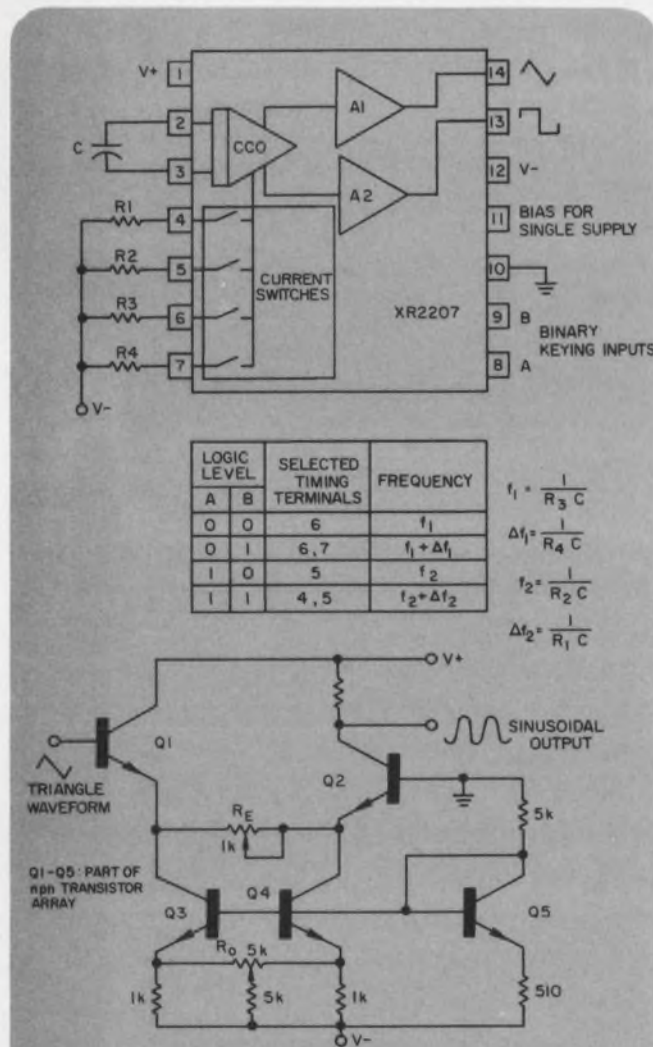 V+ 1
14
A1
2
C
CCO
13
3
A2
12 V-
R1
4
11 BIAS FOR
SINGLE SUPPLY
R2
5
CURRENT
SWITCHES
10
R3
6
XR2207
9 B
BINARY
KEYING INPUTS
R4
7
8 A
V-
LOGIC LEVEL SELECTED TIMING TERMINALS FREQUENCY
A B
0 0 6 f₁
0 1 6,7 f₁ + Δf₁
1 0 5 f₂
1 1 4,5 f₂ + Δf₂
f₁ = 1 / R₃ C
Δf₁ = 1 / R₄ C
f₂ = 1 / R₂ C
Δf₂ = 1 / R₁ C
V+
Q1
SINUSOIDAL
OUTPUT
TRIANGLE
WAVEFORM
Q2
R_E
1k
5k
Q1-Q5: PART OF
npn TRANSISTOR
ARRAY
Q3
Q4
Q5
R_O 5k
1k
5k
1k
510
V-